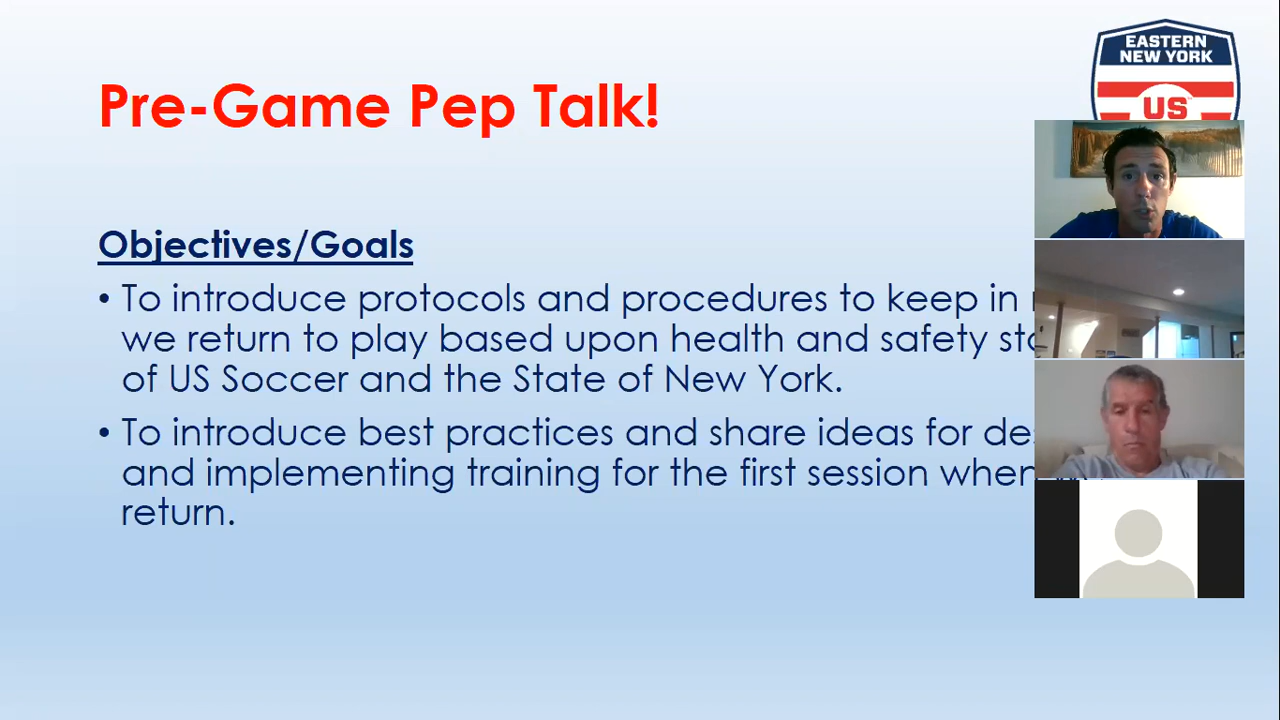 EASTERN
NEW YORK
US
Pre-Game Pep Talk!
Objectives/Goals
• To introduce protocols and procedures to keep in
we return to play based upon health and safety
of US Soccer and the State of New York.
• To introduce best practices and share ideas for
and implementing training for the first session when
return.